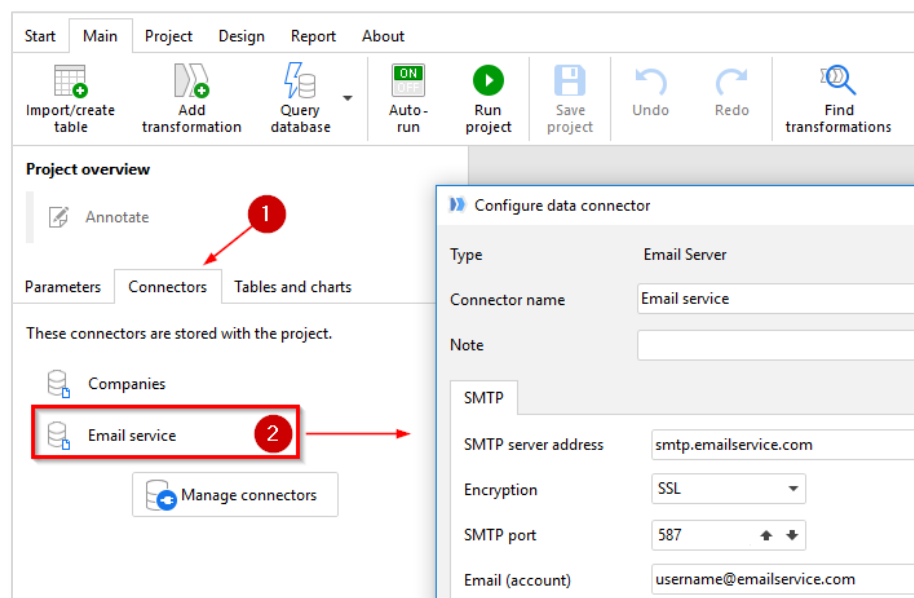 Start Main Project Design Report About
Import/create table
Add transformation
Query database
ON
OFF
Auto-run
Run project
Save project
Undo
Redo
Find transformations
Project overview
Annotate
1
Parameters Connectors Tables and charts
These connectors are stored with the project.
Companies
Email service 2
Manage connectors
Configure data connector
Type Email Server
Connector name Email service
Note
SMTP
SMTP server address smtp.emailservice.com
Encryption SSL
SMTP port 587
Email (account) username@emailservice.com